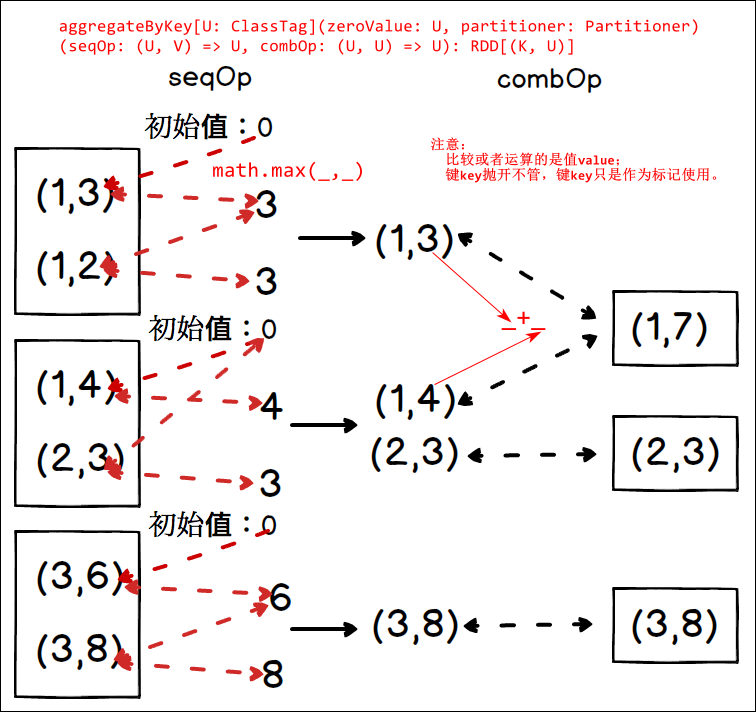 aggregateByKey[U: ClassTag](zeroValue: U, partitioner: Partitioner)
(seqOp: (U, V) => U, combOp: (U, U) => U): RDD[(K, U)]
seqOp
combOp
初始值：0
注意：
比较或者运算的是值value；
键key抛开不管，键key只是作为标记使用。
math.max(_,_)
(1,3)
3
(1,2)
3
(1,3)
初始值：0
_+_
(1,7)
(1,4)
4
(1,4)
(2,3)
3
(2,3)
(2,3)
初始值：0
(3,6)
6
(3,8)
8
(3,8)
(3,8)